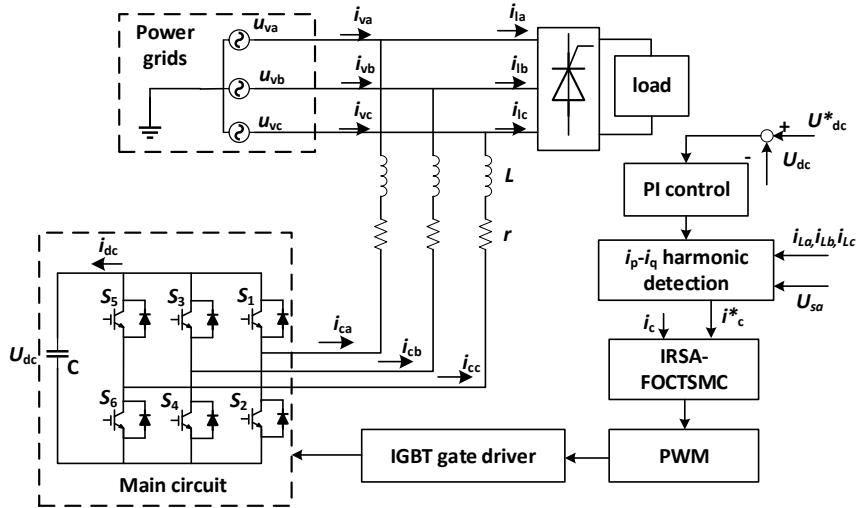 Power grids
u_va
u_vb
u_vc
i_va
i_vb
i_vc
i_la
i_lb
i_lc
load
L
r
+
U*_dc
-
U_dc
PI control
i_p-i_q harmonic
detection
i_La,i_Lb,i_Lc
U_sa
i_c
i*_c
IRSA-
FOCTSMC
PWM
IGBT gate driver
i_dc
S_5
S_3
S_1
U_dc
C
S_6
S_4
S_2
i_ca
i_cb
i_cc
Main circuit